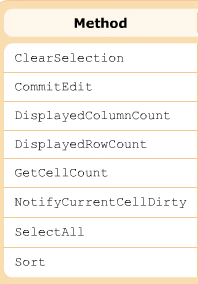 Method
ClearSelection
CommitEdit
DisplayedColumnCount
DisplayedRowCount
GetCellCount
NotifyCurrentCellDirty
SelectAll
Sort